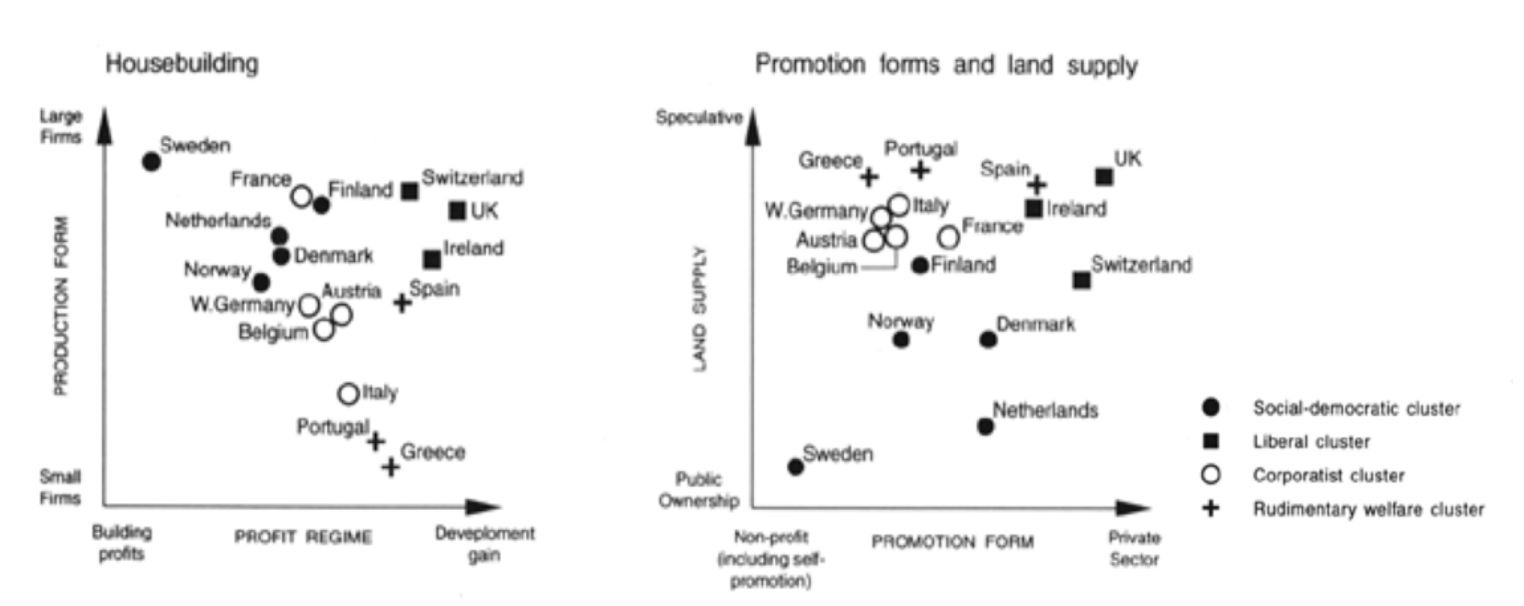 Housebuilding
Large
Firms
Sweden
France
Finland
Switzerland
UK
Netherlands
Denmark
Ireland
Norway
W.Germany
Austria
Spain
Belgium
Italy
Portugal
Greece
Small
Firms
PRODUCTION FORM
Building
profits
PROFIT REGIME
Deveploment
gain
Promotion forms and land supply
Speculative
Greece
Portugal
Spain
UK
W.Germany
Italy
Ireland
Austria
France
Belgium
Finland
Switzerland
Norway
Denmark
Netherlands
Sweden
LAND SUPPLY
Public
Ownership
Non-profit
(including self-
promotion)
PROMOTION FORM
Private
Sector
Social-democratic cluster
Liberal cluster
Corporatist cluster
Rudimentary welfare cluster